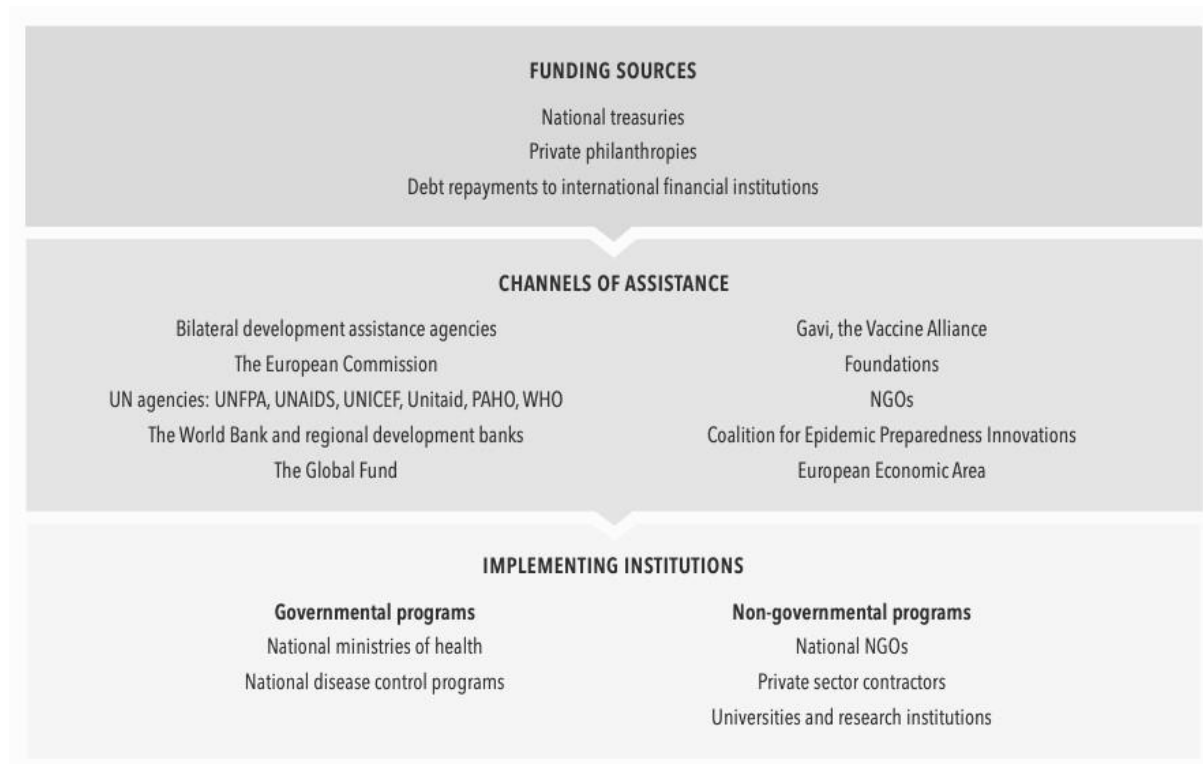 FUNDING SOURCES
National treasuries
Private philanthropies
Debt repayments to international financial institutions
CHANNELS OF ASSISTANCE
Bilateral development assistance agencies
The European Commission
UN agencies: UNFPA, UNAIDS, UNICEF, Unitaid, PAHO, WHO
The World Bank and regional development banks
The Global Fund
Gavi, the Vaccine Alliance
Foundations
NGOs
Coalition for Epidemic Preparedness Innovations
European Economic Area
IMPLEMENTING INSTITUTIONS
Governmental programs
National ministries of health
National disease control programs
Non-governmental programs
National NGOs
Private sector contractors
Universities and research institutions